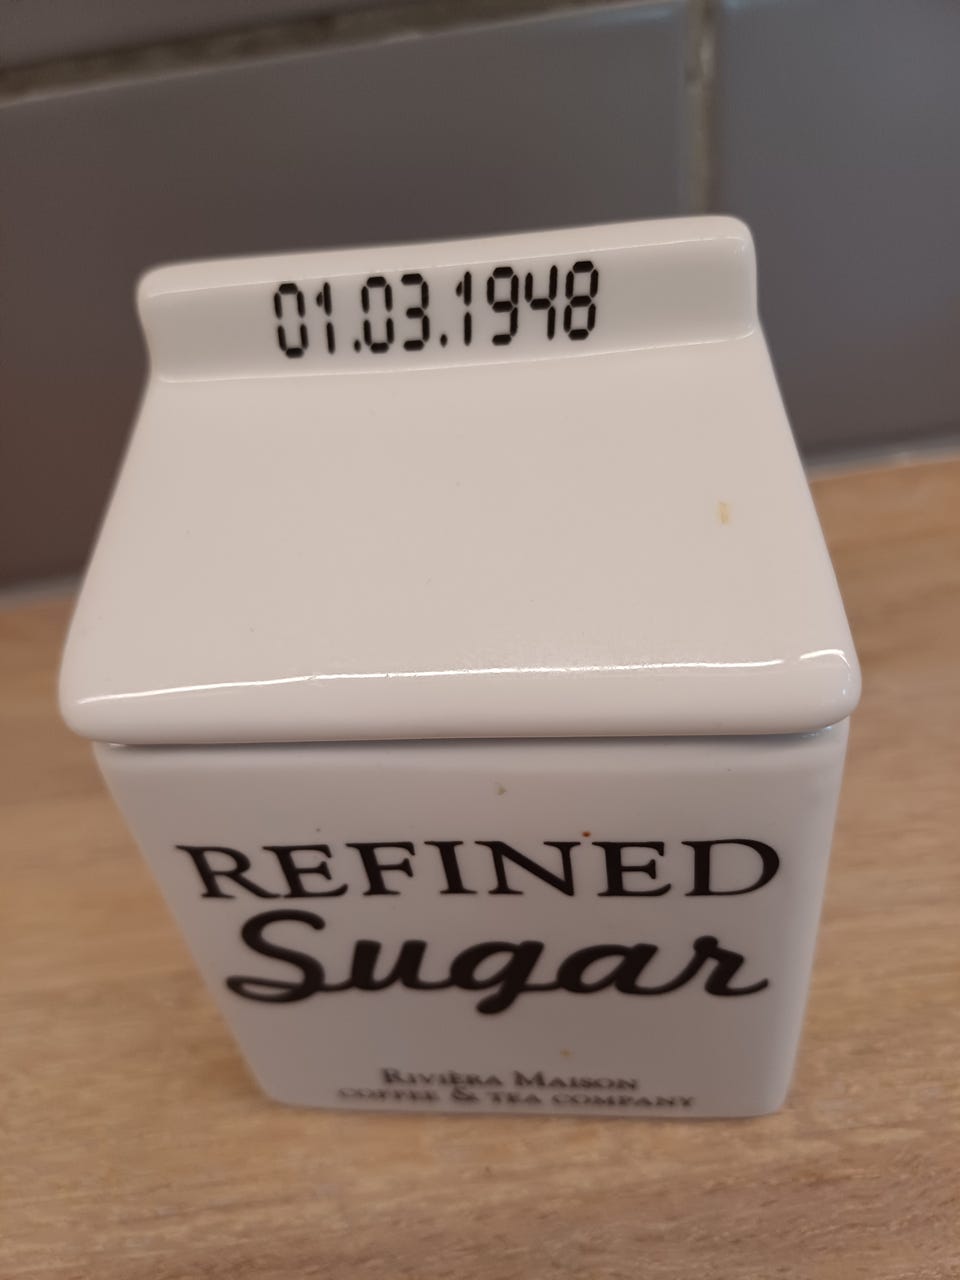 01.03.1948
REFINED
Sugar
RIVIÈRA MAISON
COFFEE & TEA COMPANY